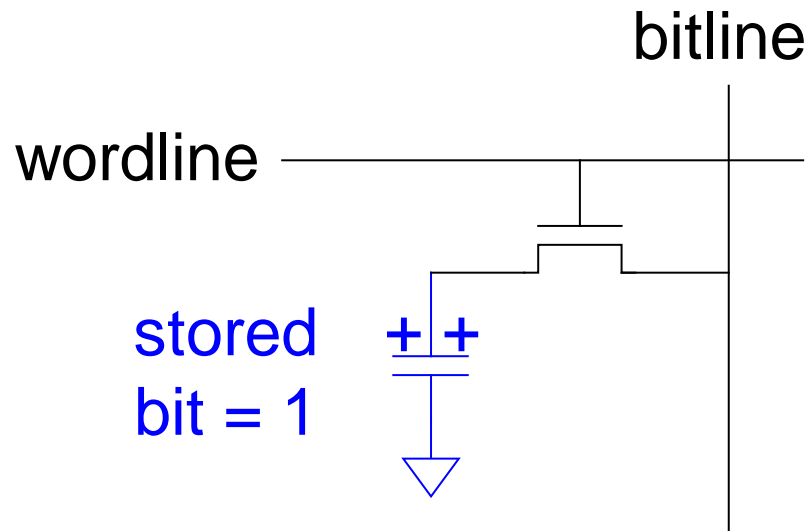 bitline
wordline
stored
+ +
bit = 1